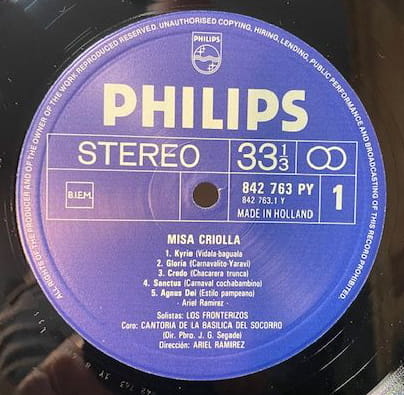 ALL RIGHTS OF THE PRODUCER AND OF THE OWNER OF THE WORK REPRODUCED RESERVED. UNAUTHORISED COPYING, HIRING, LENDING, PUBLIC PERFORMANCE AND BROADCASTING OF THIS RECORD PROHIBITED.
PHILIPS
PHILIPS
STEREO 33⅓
B.I.E.M. 842 763 PY 1
842 763.1 Y
MADE IN HOLLAND
MISA CRIOLLA
1. Kyrie (Vidala-baguala
2. Gloria (Carnavalito-Yaravi)
3. Credo (Chacarera trunca)
4. Sanctus (Carnaval cochabambino)
5. Agnus Dei (Estilo pampeano)
- Ariel Ramirez -
Solistas: LOS FRONTERIZOS
Coro: CANTORIA DE LA BASILICA DEL SOCORRO
(Dir. Pbro. J. G. Segade)
Dirección: ARIEL RAMIREZ